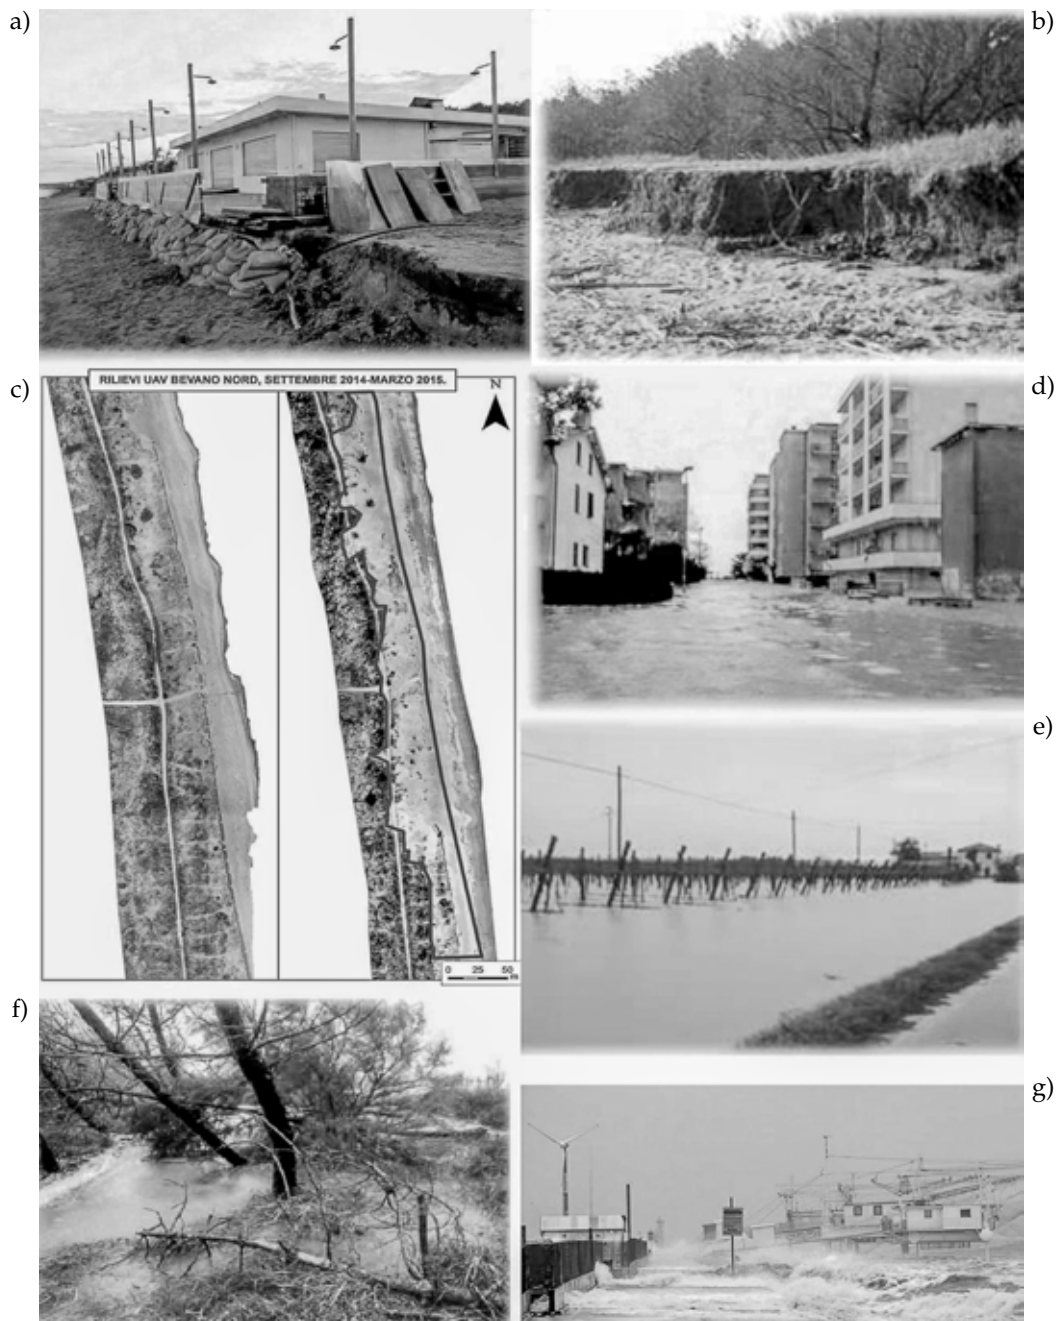 a)
b)
c)
RILIEVI UAV BEVANO NORD, SETTEMBRE 2014-MARZO 2015.
N
d)
e)
0 25 50
m
f)
g)